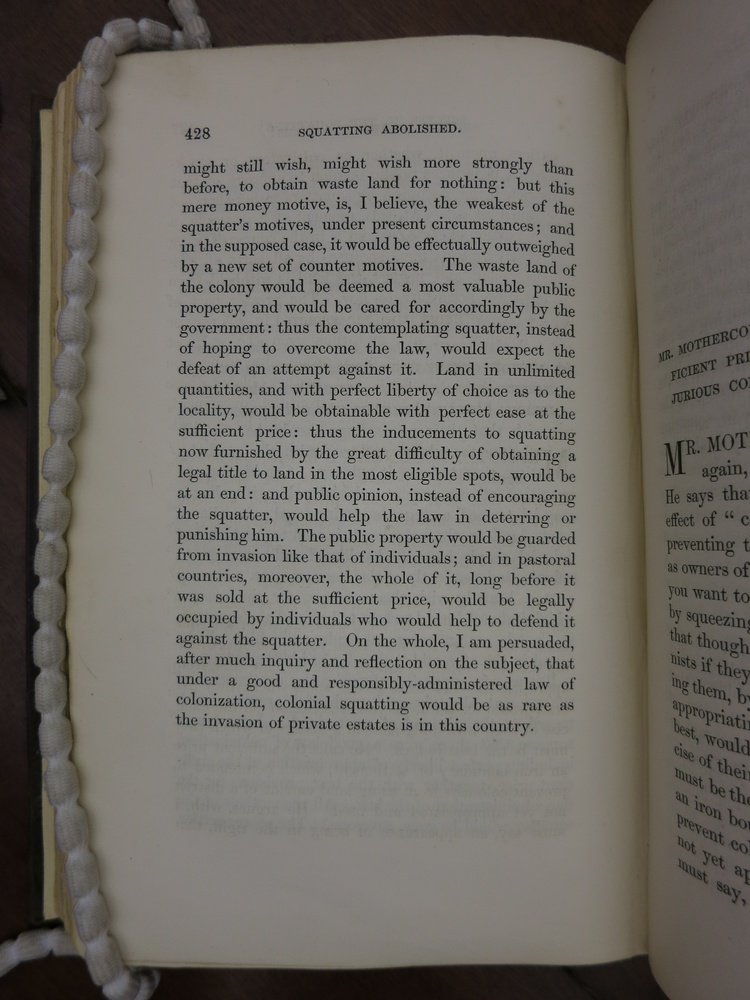 428
SQUATTING ABOLISHED.
might still wish, might wish more strongly than
before, to obtain waste land for nothing: but this
mere money motive, is, I believe, the weakest of the
squatter's motives, under present circumstances; and
in the supposed case, it would be effectually outweighed
by a new set of counter motives. The waste land of
the colony would be deemed a most valuable public
property, and would be cared for accordingly by the
government: thus the contemplating squatter, instead
of hoping to overcome the law, would expect the
defeat of an attempt against it. Land in unlimited
quantities, and with perfect liberty of choice as to the
locality, would be obtainable with perfect ease at the
sufficient price: thus the inducements to squatting
now furnished by the great difficulty of obtaining a
legal title to land in the most eligible spots, would be
at an end: and public opinion, instead of encouraging
the squatter, would help the law in deterring or
punishing him. The public property would be guarded
from invasion like that of individuals; and in pastoral
countries, moreover, the whole of it, long before it
was sold at the sufficient price, would be legally
occupied by individuals who would help to defend it
against the squatter. On the whole, I am persuaded,
after much inquiry and reflection on the subject, that
under a good and responsibly-administered law of
colonization, colonial squatting would be as rare as
the invasion of private estates is in this country.
MR. MOTHERCO
FICIENT PRI
JURIOUS CO
MR. MOT
again,
He says tha
effect of " c
preventing t
as owners of
you want to
by squeezing
that though
nists if they
ing them, by
appropriati
best, would
cise of thei
must be the
an iron bo
prevent co
not yet ap
must say,